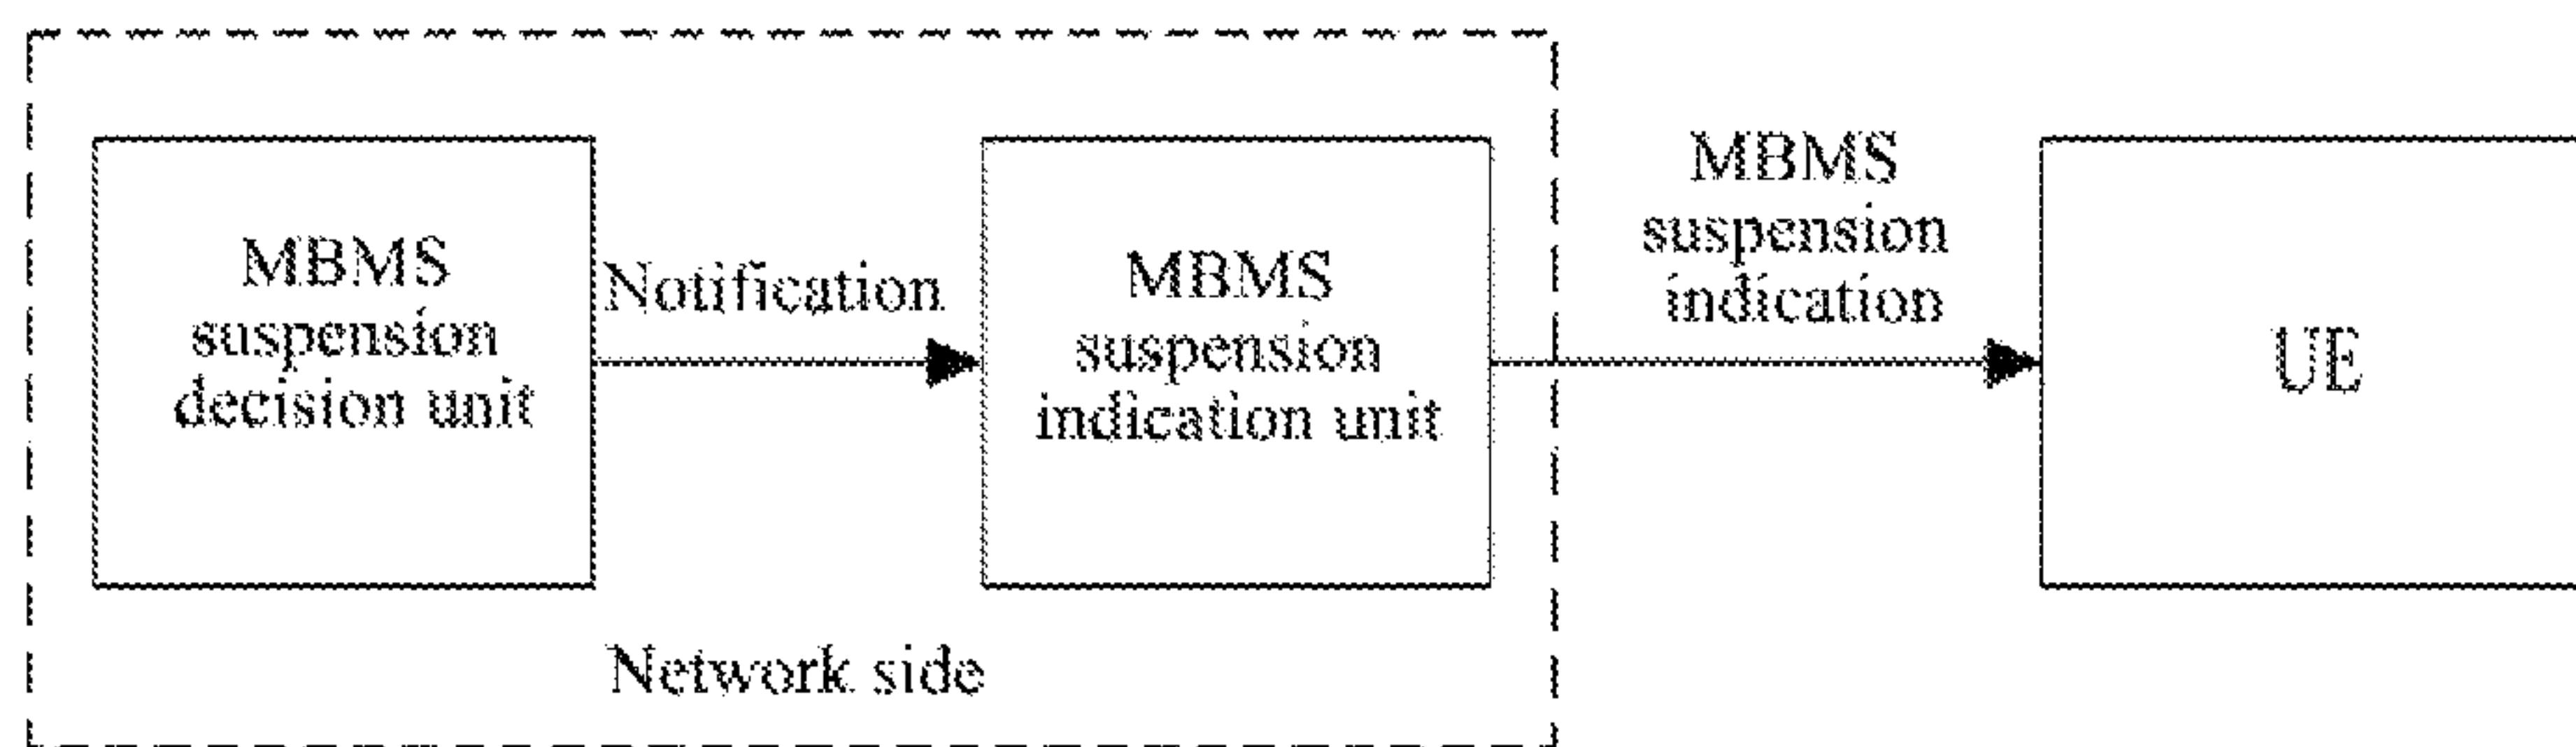 MBMS
suspension
decision unit
Notification
MBMS
suspension
indication unit
MBMS
suspension
indication
UE
Network side